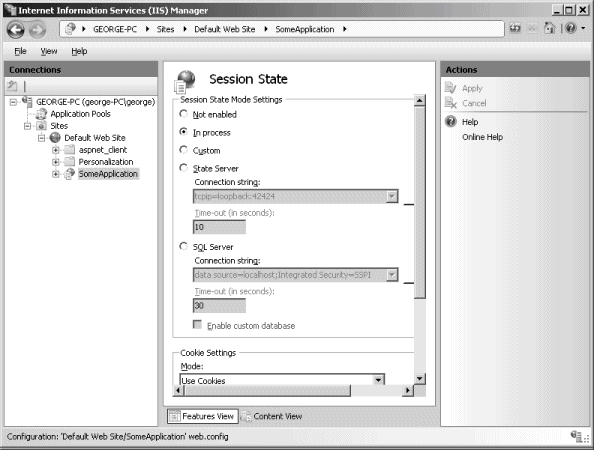 Internet Information Services (IIS) Manager
GEORGE-PC ▸ Sites ▸ Default Web Site ▸ SomeApplication ▸
File View Help
Connections
GEORGE-PC (george-PC\george)
Application Pools
Sites
Default Web Site
aspnet_client
Personalization
SomeApplication
Session State
Session State Mode Settings
Not enabled
In process
Custom
State Server
Connection string:
tcpip=loopback:42424
Time-out (in seconds):
10
SQL Server
Connection string:
data source=localhost;Integrated Security=SSPI
Time-out (in seconds):
30
Enable custom database
Cookie Settings
Mode:
Use Cookies
Features View
Content View
Actions
Apply
Cancel
Help
Online Help
Configuration: 'Default Web Site/SomeApplication' web.config